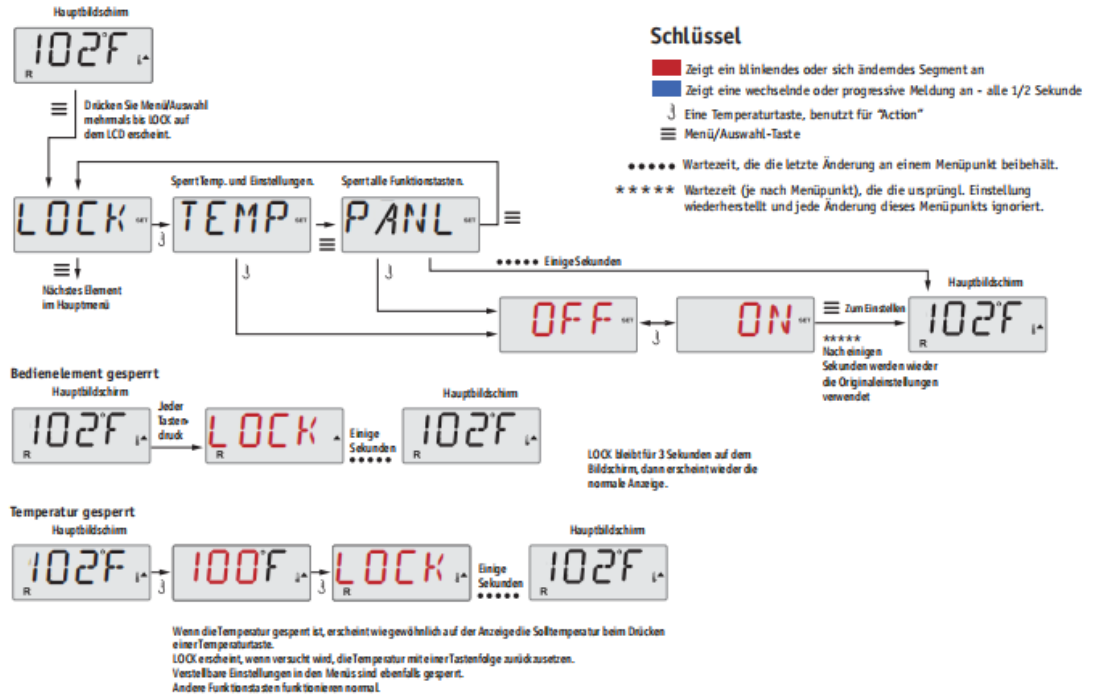 Hauptbildschirm
102°F
R
Drücken Sie Menü/Auswahl
mehrmals bis LOCK auf
dem LCD erscheint.
Schlüssel
Zeigt ein blinkendes oder sich änderndes Segment an
Zeigt eine wechselnde oder progressive Meldung an - alle 1/2 Sekunde
Eine Temperaturtaste, benutzt für "Action"
Menü/Auswahl-Taste
••••• Wartezeit, die die letzte Änderung an einem Menüpunkt beibehält.
***** Wartezeit (je nach Menüpunkt), die die ursprüngl. Einstellung
wiederherstellt und jede Änderung dieses Menüpunkts ignoriert.
Sperrt Temp. und Einstellungen.
Sperrt alle Funktionstasten.
LOCK SET
TEMP SET
PANL SET
Nächstes Element
im Hauptmenü
••••• Einige Sekunden
OFF SET
ON SET
Zum Einstellen
*****
Nach einigen
Sekunden werden wieder
die Originaleinstellungen
verwendet
Hauptbildschirm
102°F
R
Bedienelement gesperrt
Hauptbildschirm
102°F
R
Jeder
Tasten-
druck
LOCK
R
Einige
Sekunden
•••••
Hauptbildschirm
102°F
R
LOCK bleibt für 3 Sekunden auf dem
Bildschirm, dann erscheint wieder die
normale Anzeige.
Temperatur gesperrt
Hauptbildschirm
102°F
R
100°F
LOCK
R
Einige
Sekunden
•••••
Hauptbildschirm
102°F
R
Wenn die Temperatur gesperrt ist, erscheint wie gewöhnlich auf der Anzeige die Solltemperatur beim Drücken
einer Temperaturtaste.
LOCK erscheint, wenn versucht wird, die Temperatur mit einer Tastenfolge zurückzusetzen.
Verstellbare Einstellungen in den Menüs sind ebenfalls gesperrt.
Andere Funktionstasten funktionieren normal.